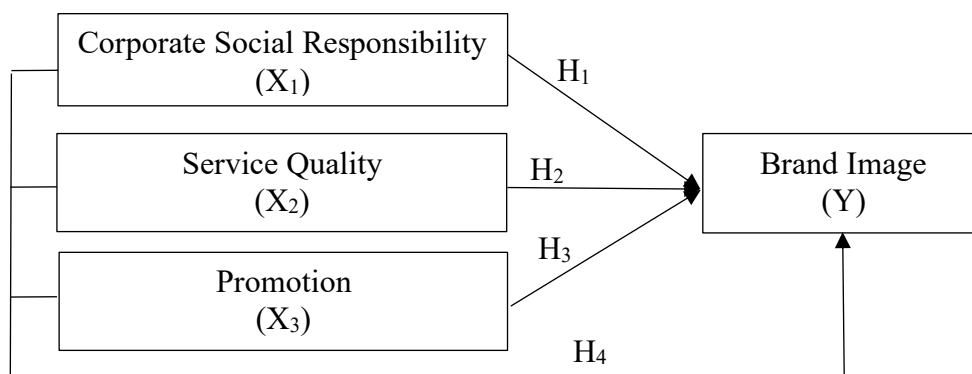 Corporate Social Responsibility
(X₁)
H₁
Service Quality
(X₂)
H₂
Brand Image
(Y)
Promotion
(X₃)
H₃
H₄